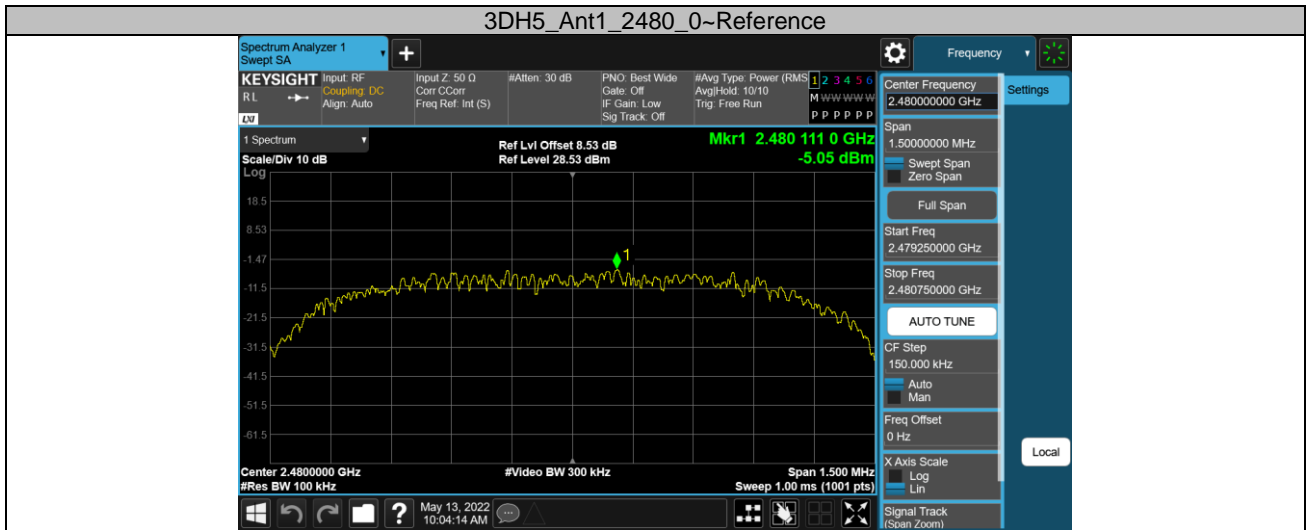 3DH5_Ant1_2480_0~Reference
Spectrum Analyzer 1
Swept SA
+
Frequency
KEYSIGHT
RL
LXI
Input: RF
Coupling: DC
Align: Auto
Input Z: 50 Ω
Corr CCorr
Freq Ref: Int (S)
#Atten: 30 dB
PNO: Best Wide
Gate: Off
IF Gain: Low
Sig Track: Off
#Avg Type: Power (RMS
Avg|Hold: 10/10
Trig: Free Run
1 2 3 4 5 6
M W W W W W
P P P P P P
1 Spectrum
Scale/Div 10 dB
Ref Lvl Offset 8.53 dB
Ref Level 28.53 dBm
Mkr1 2.480 111 0 GHz
-5.05 dBm
Log
18.5
8.53
-1.47
-11.5
-21.5
-31.5
-41.5
-51.5
-61.5
1
Center 2.4800000 GHz
#Res BW 100 kHz
#Video BW 300 kHz
Span 1.500 MHz
Sweep 1.00 ms (1001 pts)
Center Frequency
2.480000000 GHz
Settings
Span
1.50000000 MHz
Swept Span
Zero Span
Full Span
Start Freq
2.479250000 GHz
Stop Freq
2.480750000 GHz
AUTO TUNE
CF Step
150.000 kHz
Auto
Man
Freq Offset
0 Hz
X Axis Scale
Log
Lin
Local
Signal Track
(Span Zoom)
?
May 13, 2022
10:04:14 AM